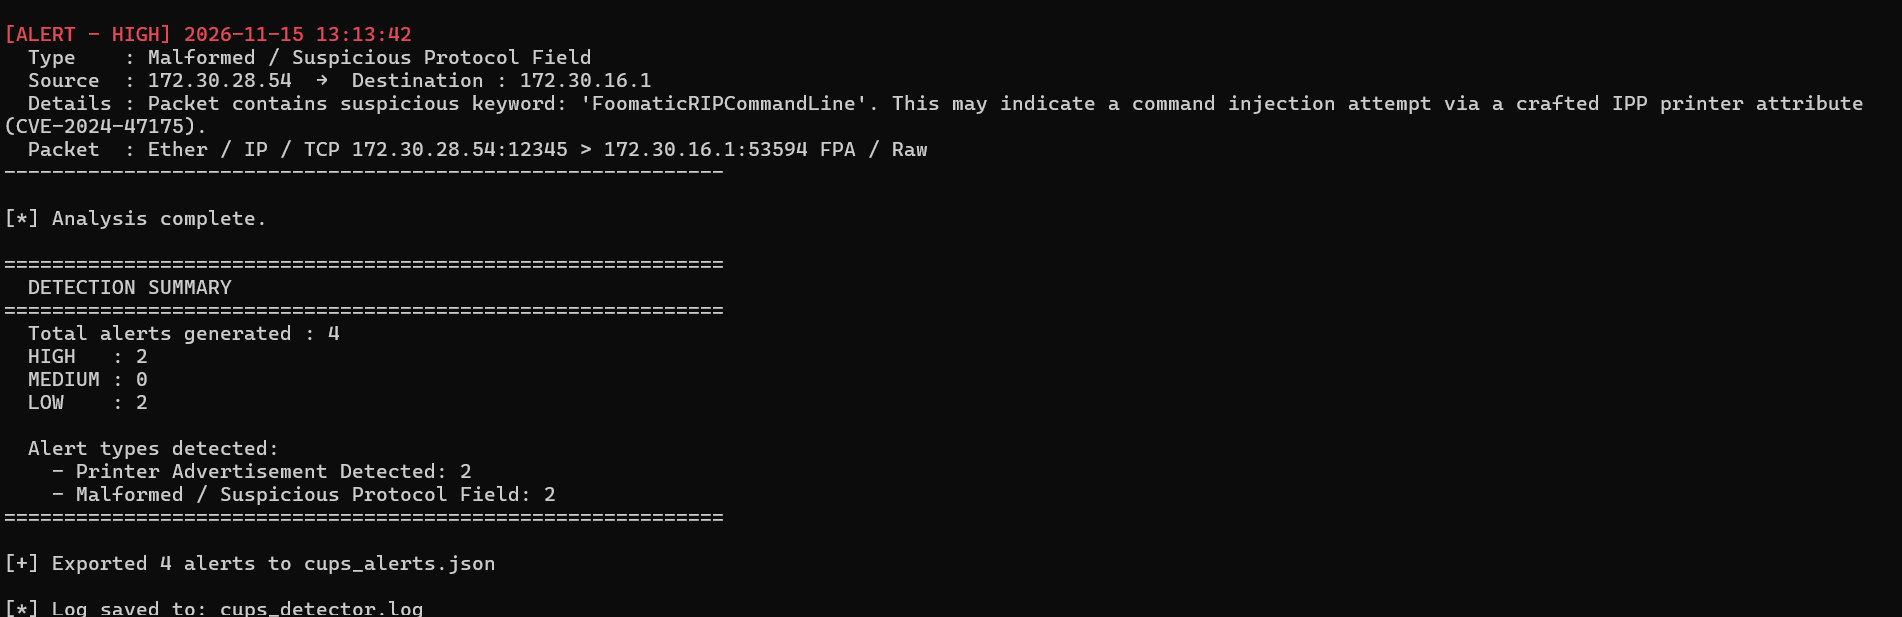 [ALERT - HIGH] 2026-11-15 13:13:42
Type    : Malformed / Suspicious Protocol Field
Source  : 172.30.28.54  →  Destination : 172.30.16.1
Details : Packet contains suspicious keyword: 'FoomaticRIPCommandLine'. This may indicate a command injection attempt via a crafted IPP printer attribute
(CVE-2024-47175).
Packet  : Ether / IP / TCP 172.30.28.54:12345 > 172.30.16.1:53594 FPA / Raw
------------------------------------------------------------
[*] Analysis complete.
============================================================
DETECTION SUMMARY
============================================================
Total alerts generated : 4
HIGH   : 2
MEDIUM : 0
LOW    : 2
Alert types detected:
- Printer Advertisement Detected: 2
- Malformed / Suspicious Protocol Field: 2
============================================================
[+] Exported 4 alerts to cups_alerts.json
[*] Log saved to: cups_detector.log